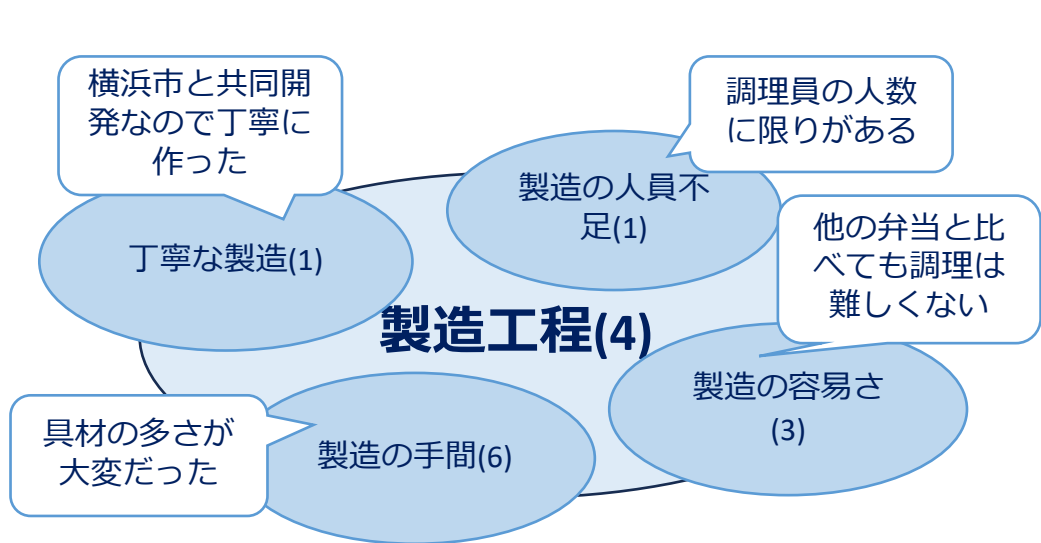 横浜市と共同開
発なので丁寧に
作った
調理員の人数
に限りがある
製造の人員不
足(1)
丁寧な製造(1)
他の弁当と比
べても調理は
難しくない
製造工程(4)
製造の容易さ
(3)
具材の多さが
大変だった
製造の手間(6)